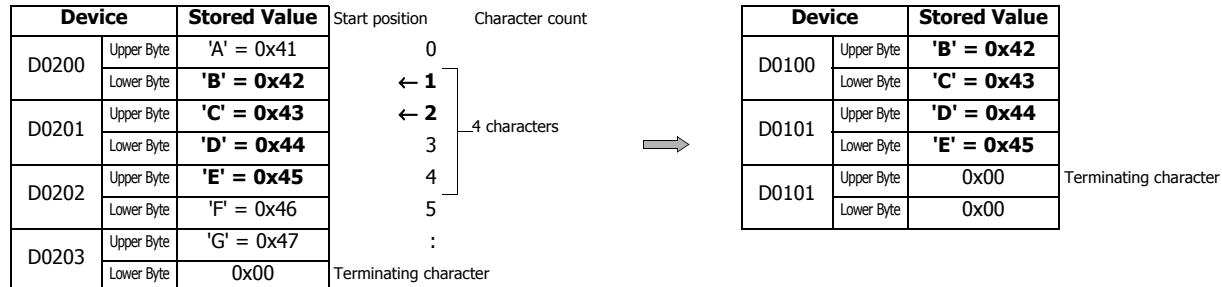 Device Stored Value Start position Character count Device Stored Value
D0200 Upper Byte 'A' = 0x41 0 D0100 Upper Byte 'B' = 0x42
Lower Byte 'B' = 0x42 ← 1 Lower Byte 'C' = 0x43
D0201 Upper Byte 'C' = 0x43 ← 2 4 characters D0101 Upper Byte 'D' = 0x44
Lower Byte 'D' = 0x44 3 Lower Byte 'E' = 0x45
D0202 Upper Byte 'E' = 0x45 4 D0101 Upper Byte 0x00 Terminating character
Lower Byte 'F' = 0x46 5 Lower Byte 0x00
D0203 Upper Byte 'G' = 0x47 :
Lower Byte 0x00 Terminating character